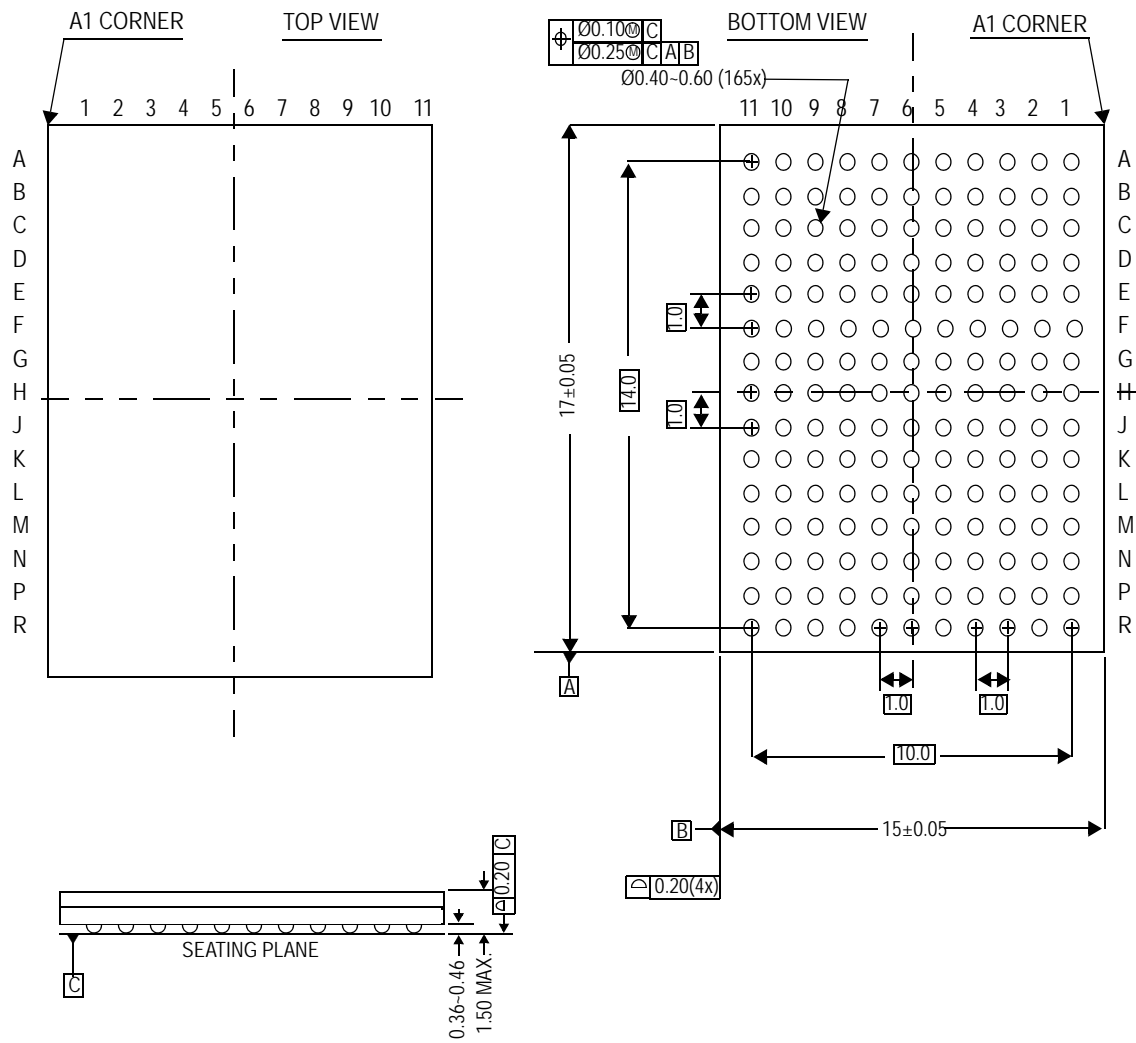 A1 CORNER
TOP VIEW
1 2 3 4 5 6 7 8 9 10 11
A
B
C
D
E
F
G
H
J
K
L
M
N
P
R
Ø0.10Ⓜ C
Ø0.25Ⓜ C A B
BOTTOM VIEW
A1 CORNER
Ø0.40~0.60 (165x)
11 10 9 8 7 6 5 4 3 2 1
A
B
C
D
E
F
G
H
J
K
L
M
N
P
R
1.0
1.0
14.0
17±0.05
A
1.0
1.0
10.0
B
15±0.05
0.20(4x)
0.20 C
SEATING PLANE
C
0.36~0.46
1.50 MAX.